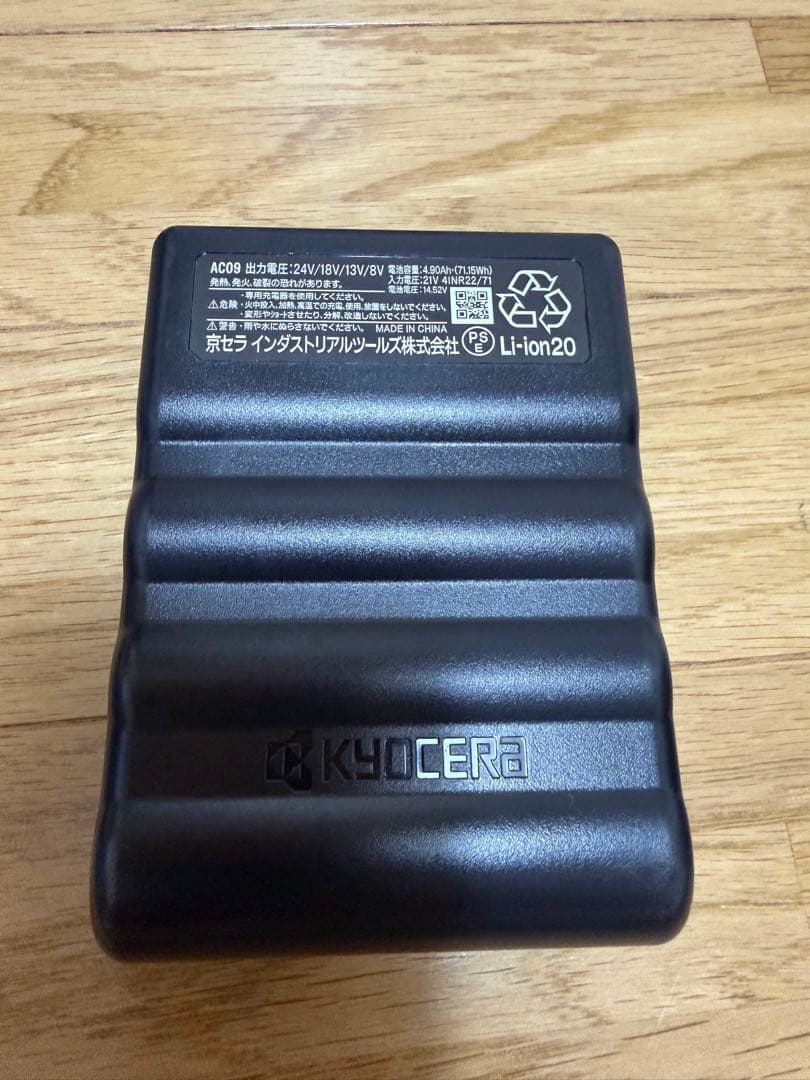 AC09 出力電圧:24V/18V/13V/8V 電池容量:4.90Ah・(71.15Wh)
発熱、発火、破裂の恐れがあります。 入力電圧:21V 4INR22/71
・専用充電器を使用してください。 電池電圧:14.52V
⚠危険・火中投入、加熱、高温での充電、使用、放置をしないでください。
・変形やショートさせたり、分解、改造しないでください。
⚠警告・雨や水にぬらさないでください。 MADE IN CHINA
京セラ インダストリアルツールズ株式会社 PSE Li-ion20
KYOCERA